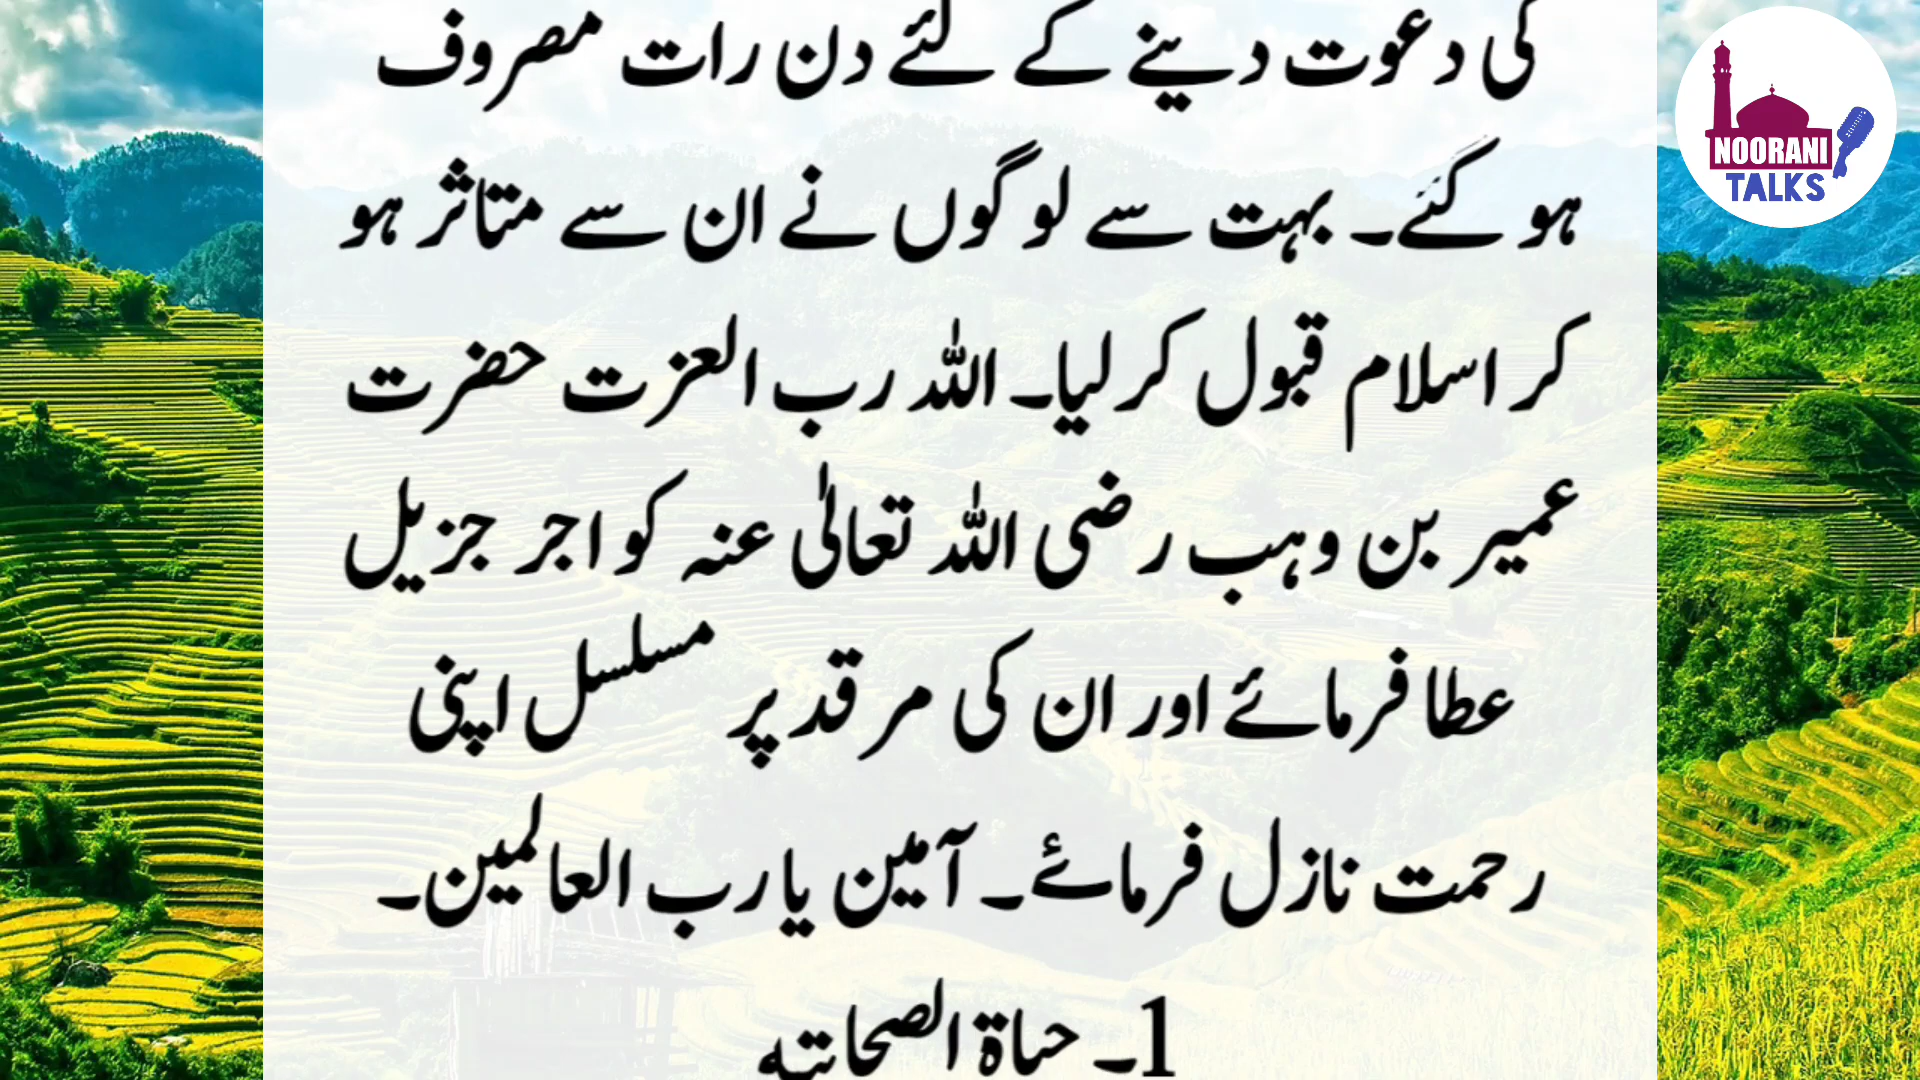 کی دعوت دینے کے لئے دن رات مصروف
ہو گئے۔ بہت سے لوگوں نے ان سے متاثر ہو
کر اسلام قبول کر لیا۔ اللہ رب العزت حضرت
عمیر بن وہب رضی اللہ تعالیٰ عنہ کو اجر جزیل
عطا فرمائے اور ان کی مرقد پر مسلسل اپنی
رحمت نازل فرمائے۔ آمین یا رب العالمین۔
1۔ حیاۃ الصحابہ
NOORANI
TALKS